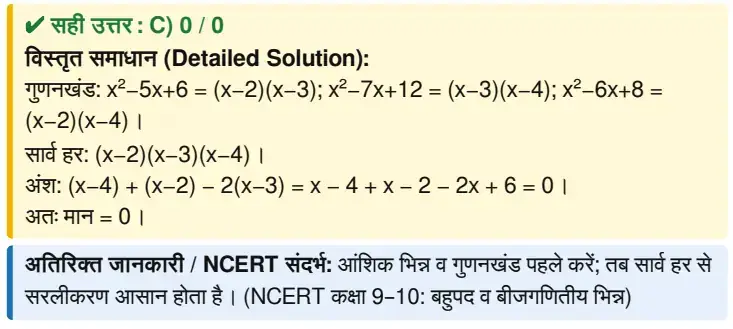 ✔ सही उत्तर : C) 0 / 0
विस्तृत समाधान (Detailed Solution):
गुणनखंड: x²−5x+6 = (x−2)(x−3); x²−7x+12 = (x−3)(x−4); x²−6x+8 =
(x−2)(x−4)।
सार्व हर: (x−2)(x−3)(x−4)।
अंश: (x−4) + (x−2) − 2(x−3) = x − 4 + x − 2 − 2x + 6 = 0।
अतः मान = 0।
अतिरिक्त जानकारी / NCERT संदर्भ: आंशिक भिन्न व गुणनखंड पहले करें; तब सार्व हर से
सरलीकरण आसान होता है। (NCERT कक्षा 9–10: बहुपद व बीजगणितीय भिन्न)